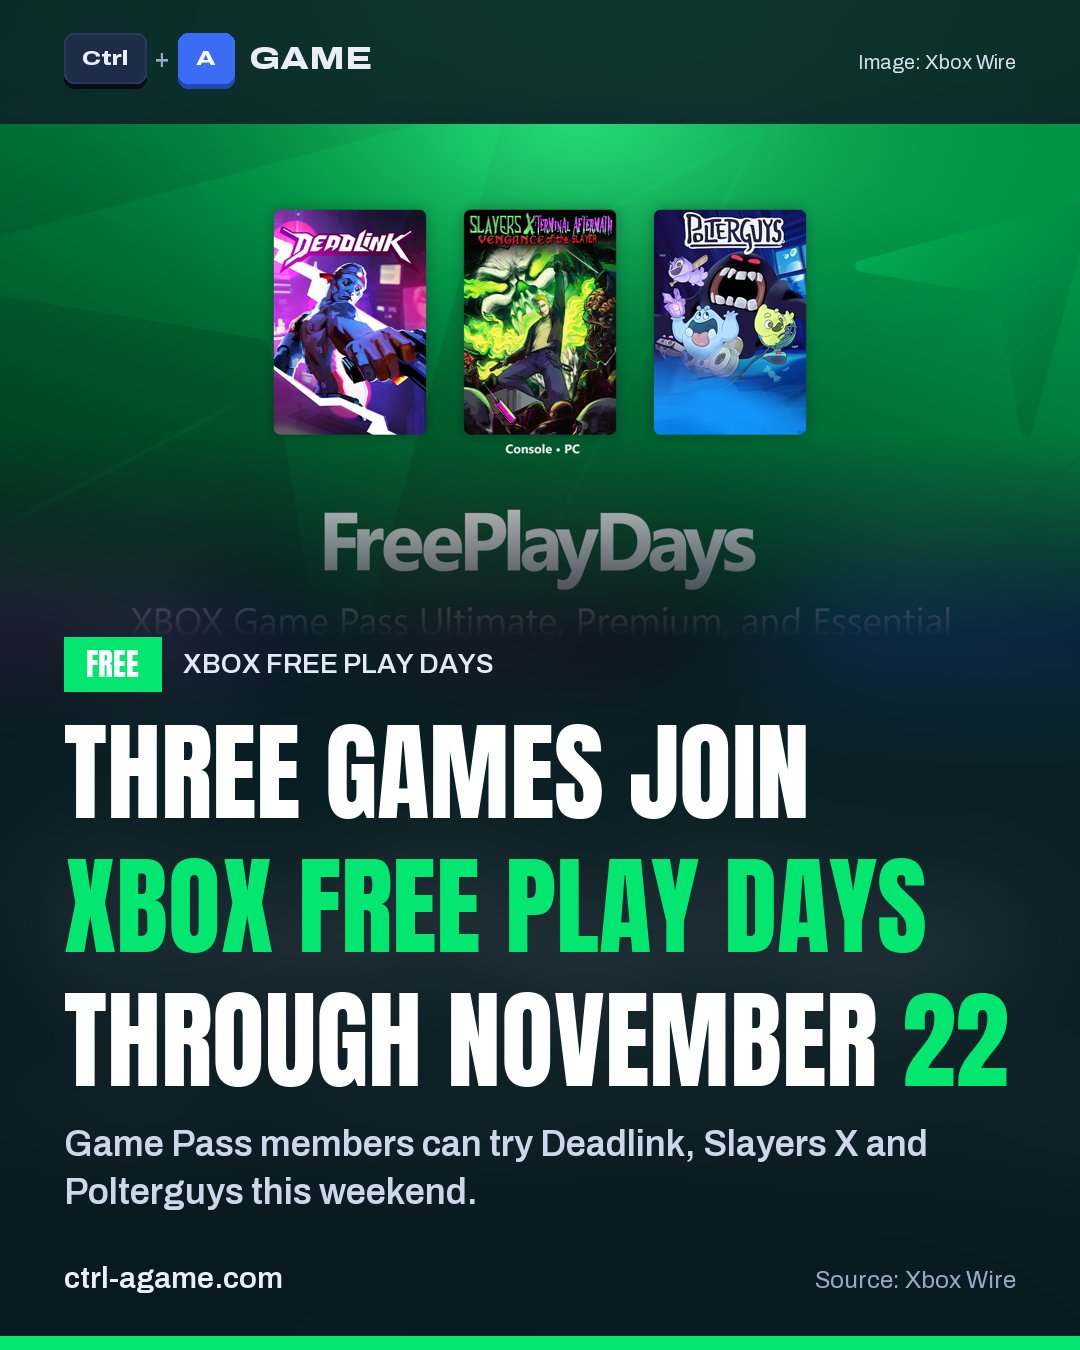 Ctrl + A GAME
Image: Xbox Wire
DEADLINK
SLAYERS X: TERMINAL AFTERMATH
VENGANCE of the SLAYER
POLTERGUYS
Console • PC
FreePlayDays
XBOX Game Pass Ultimate, Premium, and Essential
FREE
XBOX FREE PLAY DAYS
THREE GAMES JOIN
XBOX FREE PLAY DAYS
THROUGH NOVEMBER 22
Game Pass members can try Deadlink, Slayers X and
Polterguys this weekend.
ctrl-agame.com
Source: Xbox Wire